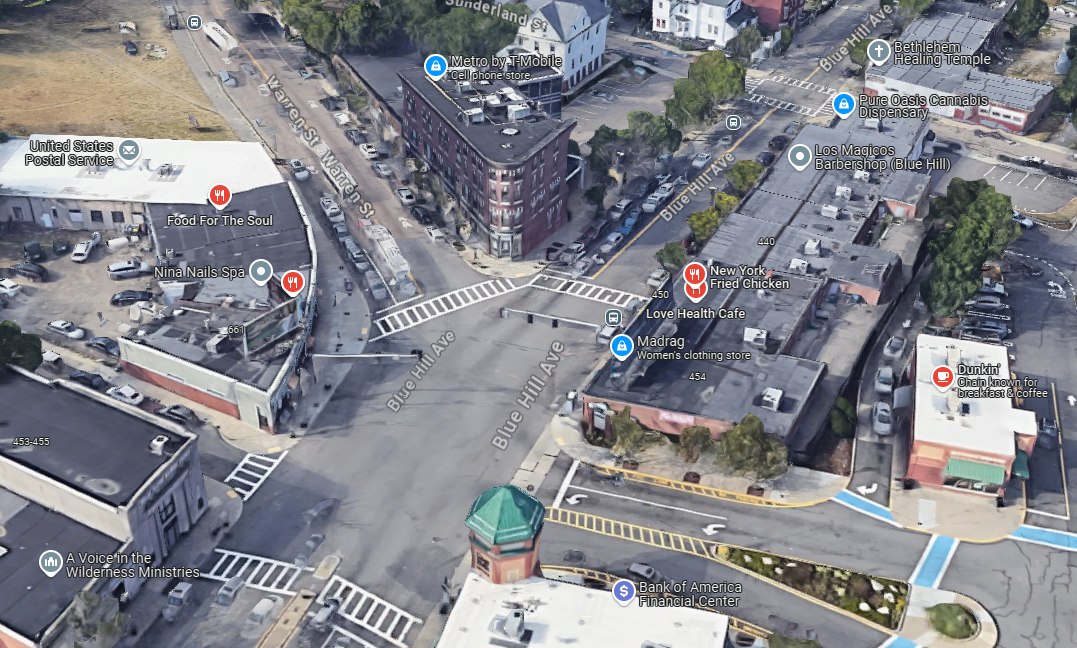 Sunderland St
Blue Hill Ave
Metro by T-Mobile
Cell phone store
Bethlehem
Healing Temple
Warren St
Warren St
Pure Oasis Cannabis
Dispensary
United States
Postal Service
Los Magicos
Barbershop (Blue Hill)
Blue Hill Ave
Food For The Soul
440
Nina Nails Spa
New York
Fried Chicken
450
Love Health Cafe
661
Madrag
Women's clothing store
Blue Hill Ave
Blue Hill Ave
454
Dunkin'
Chain known for
breakfast & coffee
453-455
A Voice in the
Wilderness Ministries
Bank of America
Financial Center